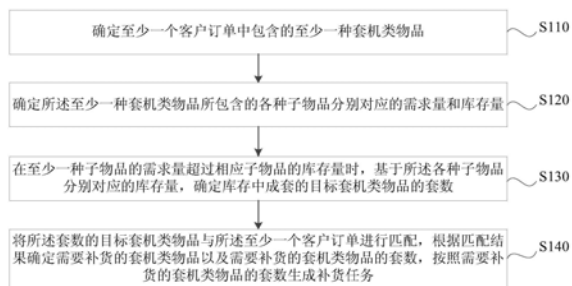 确定至少一个客户订单中包含的至少一种套机类物品
S110
确定所述至少一种套机类物品所包含的各种子物品分别对应的需求量和库存量
S120
在至少一种子物品的需求量超过相应子物品的库存量时，基于所述各种子物品
分别对应的库存量，确定库存中成套的目标套机类物品的套数
S130
将所述套数的目标套机类物品与所述至少一个客户订单进行匹配，根据匹配结
果确定需要补货的套机类物品以及需要补货的套机类物品的套数，按照需要补
货的套机类物品的套数生成补货任务
S140